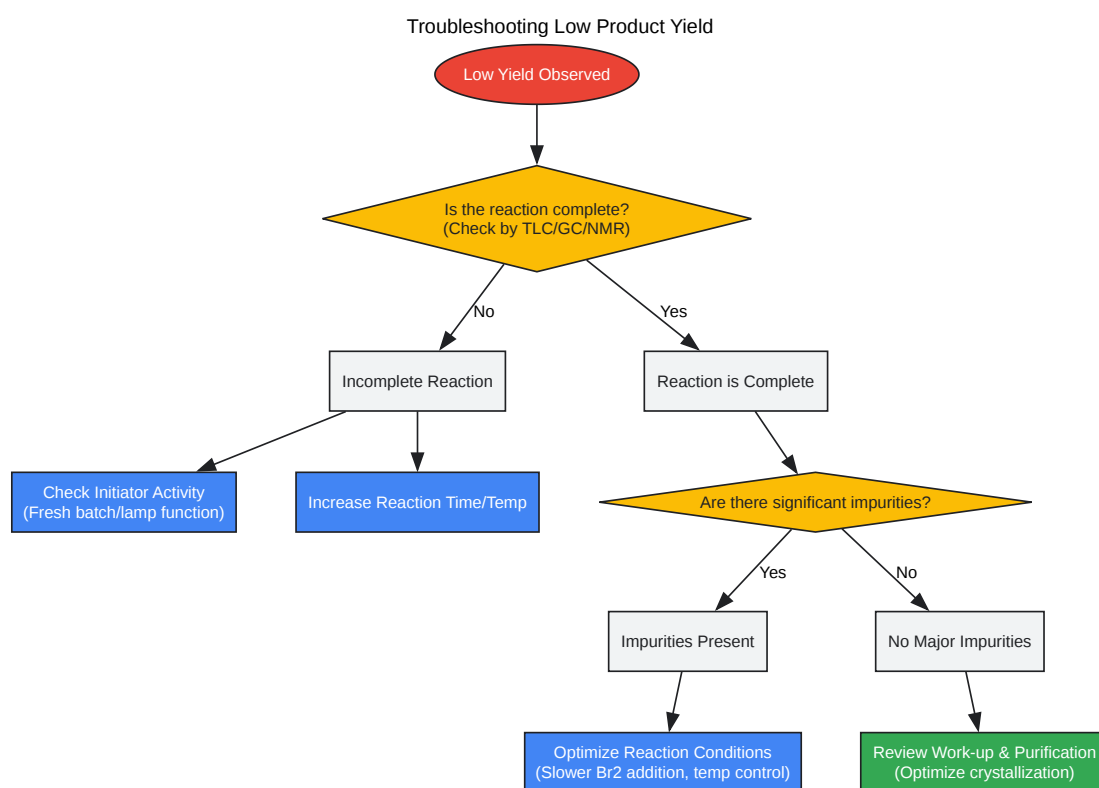 Troubleshooting Low Product Yield
Low Yield Observed
Is the reaction complete?
(Check by TLC/GC/NMR)
No
Yes
Incomplete Reaction
Reaction is Complete
Check Initiator Activity
(Fresh batch/lamp function)
Increase Reaction Time/Temp
Are there significant impurities?
Yes
No
Impurities Present
No Major Impurities
Optimize Reaction Conditions
(Slower Br2 addition, temp control)
Review Work-up & Purification
(Optimize crystallization)